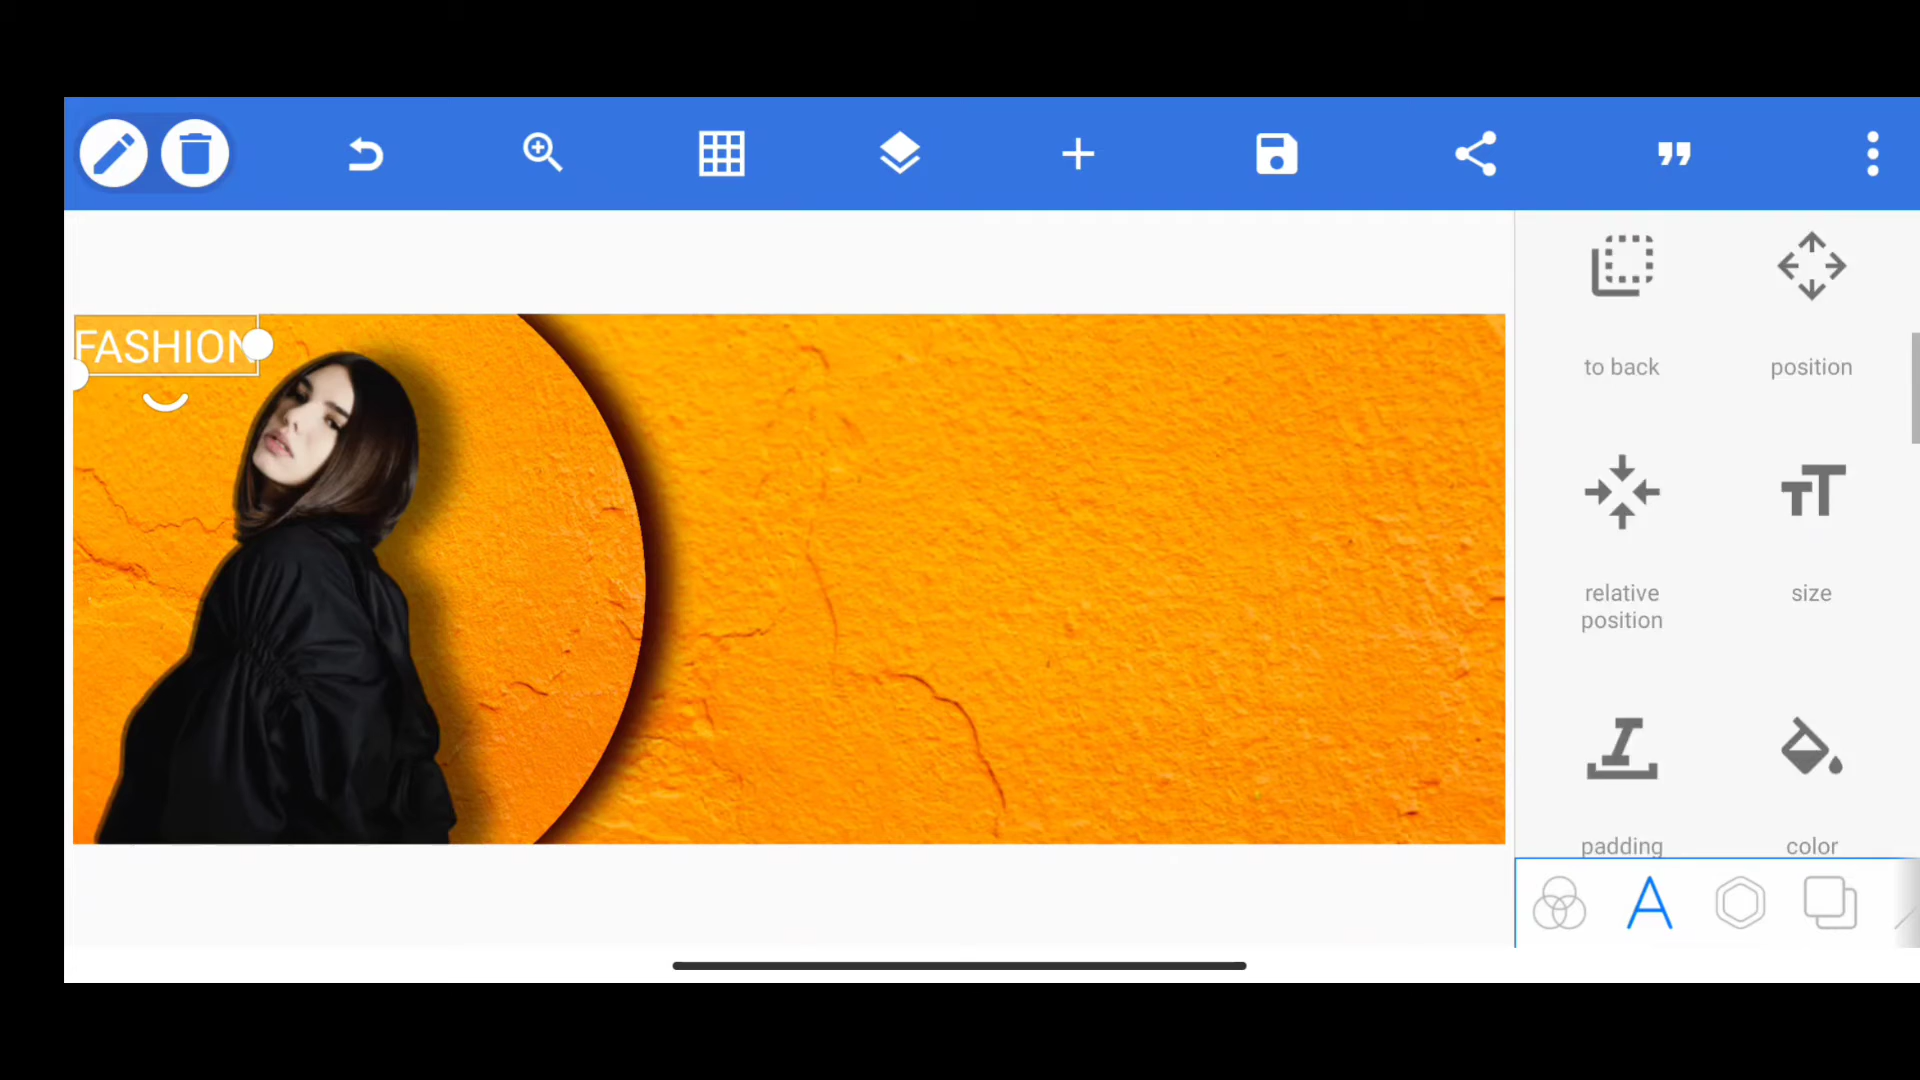 FASHION
to back
position
relative
position
size
padding
color